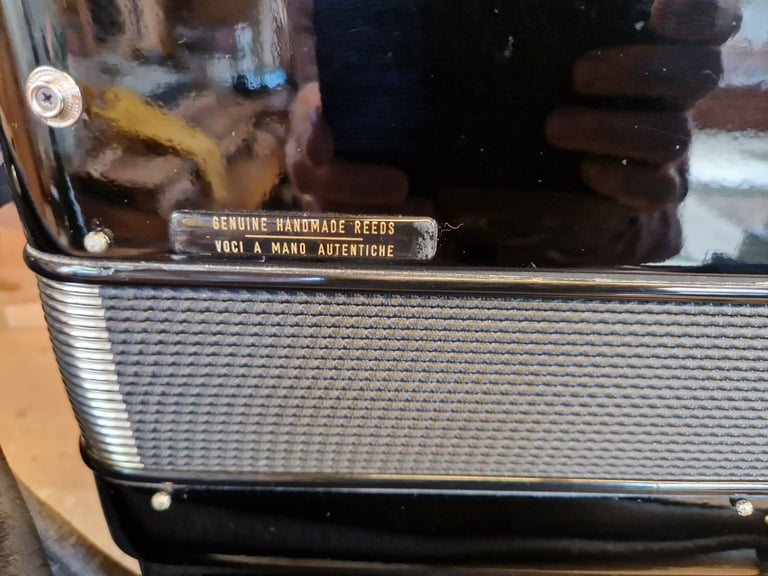 GENUINE HANDMADE REEDS
VOCI A MANO AUTENTICHE